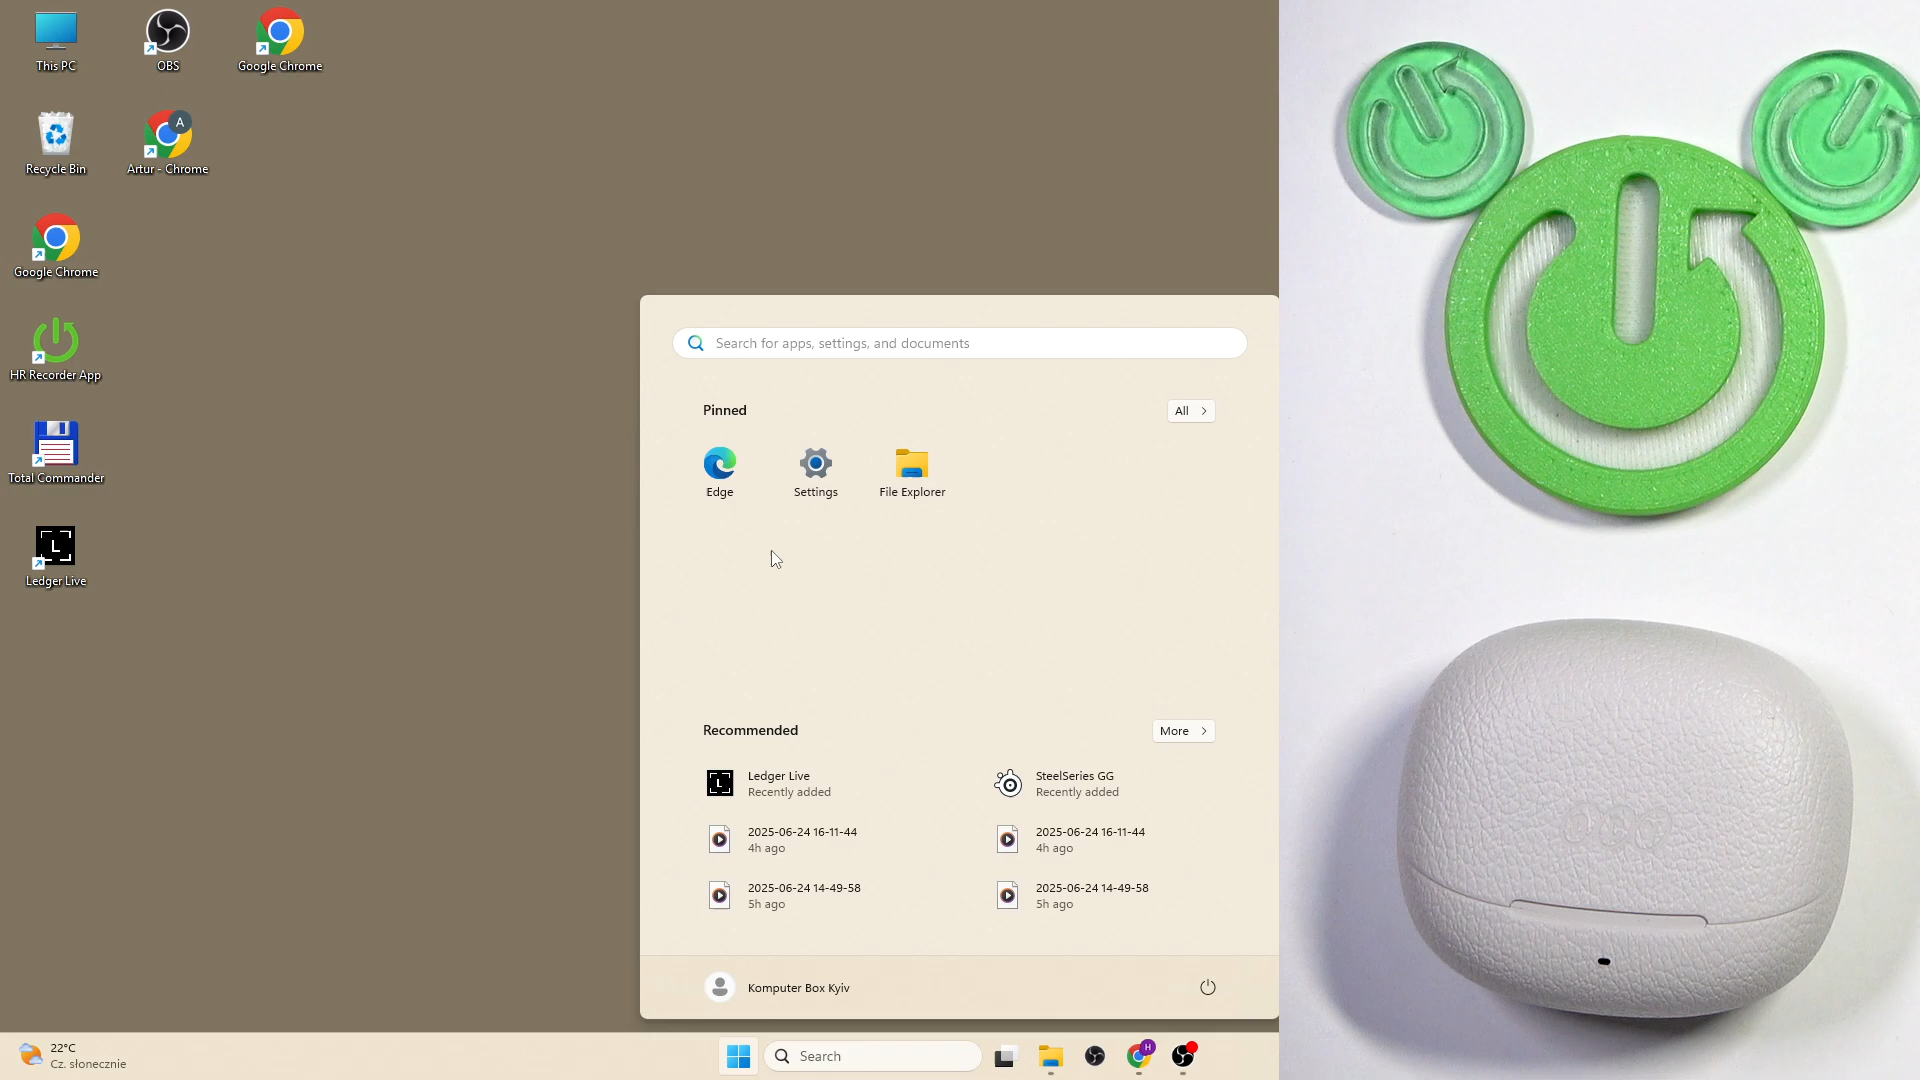 This PC
OBS
Google Chrome
Recycle Bin
A
Artur - Chrome
Google Chrome
HR Recorder App
Total Commander
L
Ledger Live
Search for apps, settings, and documents
Pinned
All
Edge
Settings
File Explorer
Recommended
More
L
Ledger Live
Recently added
SteelSeries GG
Recently added
2025-06-24 16-11-44
4h ago
2025-06-24 16-11-44
4h ago
2025-06-24 14-49-58
5h ago
2025-06-24 14-49-58
5h ago
Komputer Box Kyiv
22°C
Cz. słonecznie
Search
H